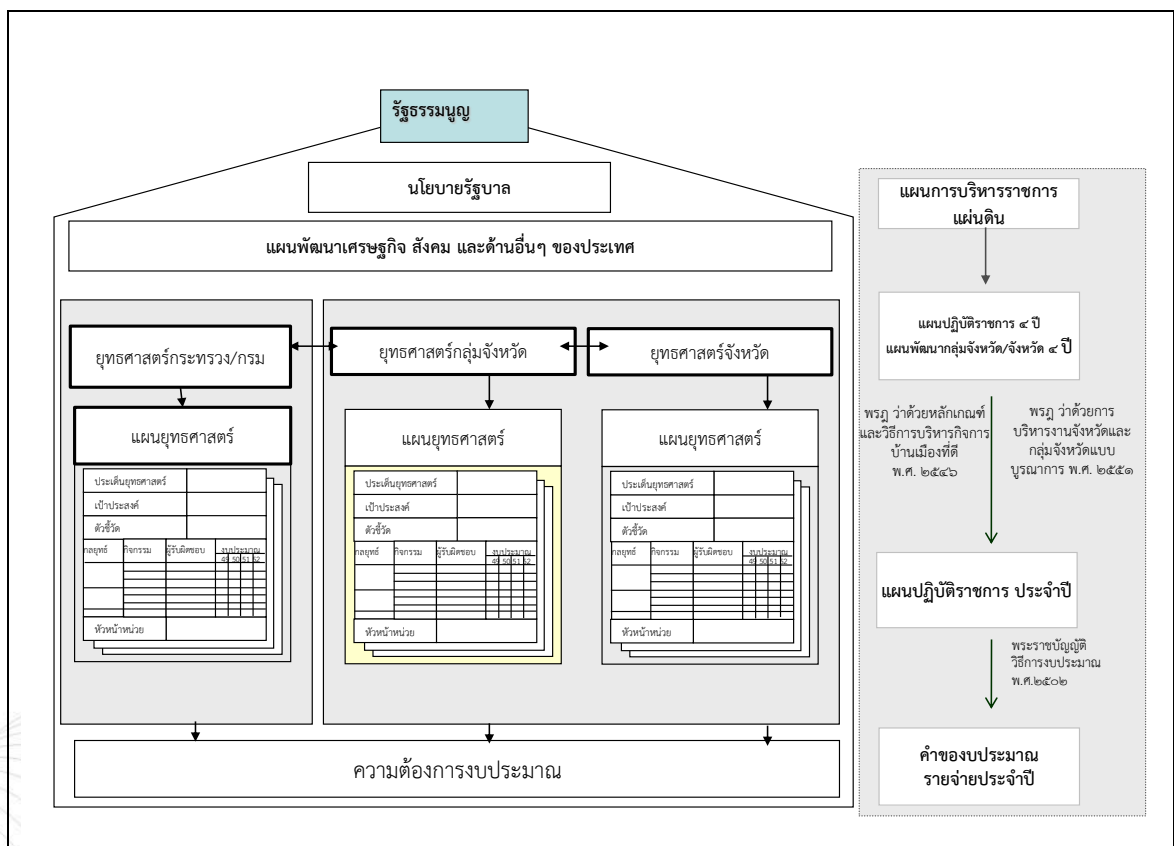 รัฐธรรมนูญ
นโยบายรัฐบาล
แผนพัฒนาเศรษฐกิจ สังคม และด้านอื่นๆ ของประเทศ
ยุทธศาสตร์กระทรวง/กรม
ยุทธศาสตร์กลุ่มจังหวัด
ยุทธศาสตร์จังหวัด
แผนยุทธศาสตร์
ประเด็นยุทธศาสตร์
เป้าประสงค์
ตัวชี้วัด
กลยุทธ์ กิจกรรม ผู้รับผิดชอบ งบประมาณ
49 50 51 52
หัวหน้าหน่วย
แผนยุทธศาสตร์
ประเด็นยุทธศาสตร์
เป้าประสงค์
ตัวชี้วัด
กลยุทธ์ กิจกรรม ผู้รับผิดชอบ งบประมาณ
49 50 51 52
หัวหน้าหน่วย
แผนยุทธศาสตร์
ประเด็นยุทธศาสตร์
เป้าประสงค์
ตัวชี้วัด
กลยุทธ์ กิจกรรม ผู้รับผิดชอบ งบประมาณ
49 50 51 52
หัวหน้าหน่วย
ความต้องการงบประมาณ
แผนการบริหารราชการ
แผ่นดิน
แผนปฏิบัติราชการ ๔ ปี
แผนพัฒนากลุ่มจังหวัด/จังหวัด ๔ ปี
พรฎ ว่าด้วยหลักเกณฑ์
และวิธีการบริหารกิจการ
บ้านเมืองที่ดี
พ.ศ. ๒๕๔๖
พรฎ ว่าด้วยการ
บริหารงานจังหวัดและ
กลุ่มจังหวัดแบบ
บูรณาการ พ.ศ. ๒๕๕๑
แผนปฏิบัติราชการ ประจำปี
พระราชบัญญัติ
วิธีการงบประมาณ
พ.ศ.๒๕๐๒
คำของบประมาณ
รายจ่ายประจำปี